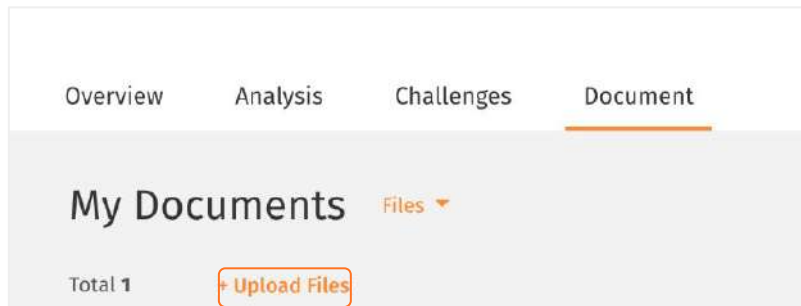 Overview Analysis Challenges Document
My Documents Files
Total 1 + Upload Files